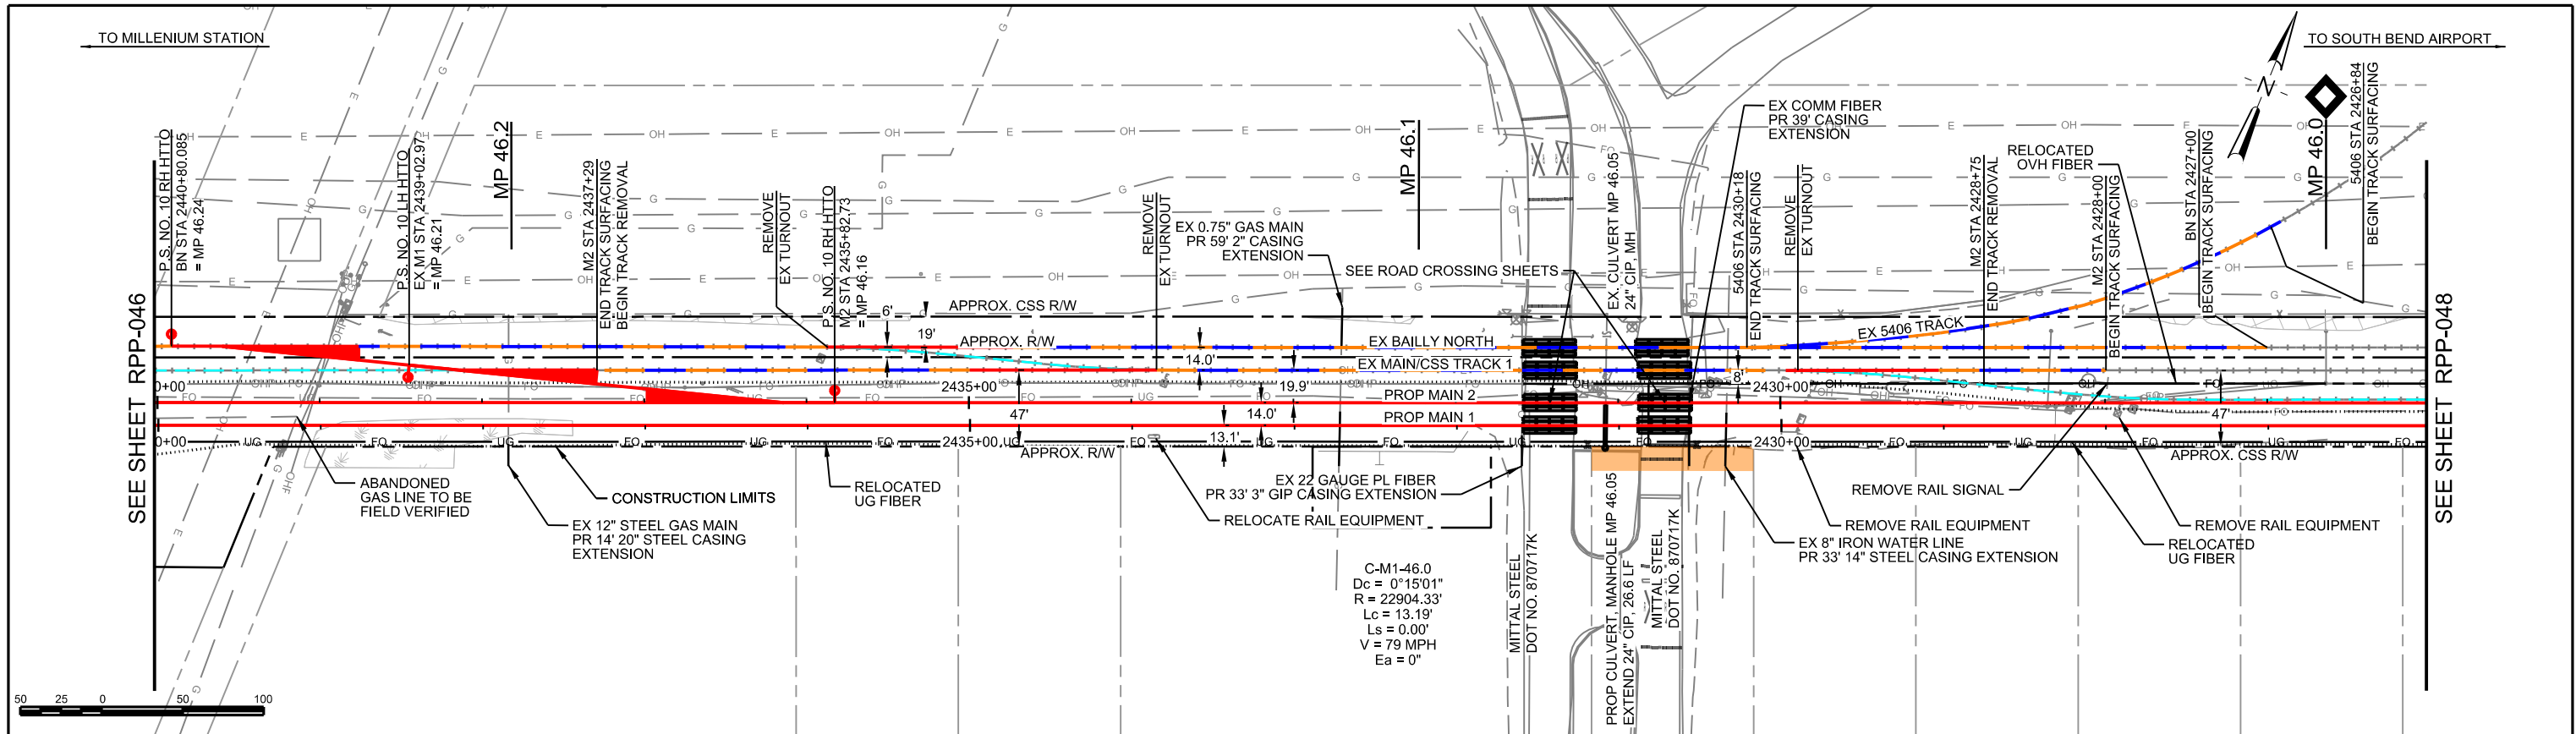 TO MILLENIUM STATION
TO SOUTH BEND AIRPORT
N
SEE SHEET RPP-046
SEE SHEET RPP-048
P.S. NO. 10 RH HTTO
BN STA 2440+80.085
= MP 46.24
P.S. NO. 10 LH HTTO
EX M1 STA 2439+02.97
= MP 46.21
MP 46.2
M2 STA 2437+29
END TRACK SURFACING
BEGIN TRACK REMOVAL
REMOVE
EX TURNOUT
P.S. NO. 10 RH HTTO
M2 STA 2435+82.73
= MP 46.16
REMOVE
EX TURNOUT
EX 0.75" GAS MAIN
PR 59' 2" CASING
EXTENSION
MP 46.1
SEE ROAD CROSSING SHEETS
EX. CULVERT MP 46.05
24" CIP, MH
EX COMM FIBER
PR 39' CASING
EXTENSION
5406 STA 2430+18
END TRACK SURFACING
REMOVE
EX TURNOUT
M2 STA 2428+75
END TRACK REMOVAL
RELOCATED
OVH FIBER
M2 STA 2428+00
BEGIN TRACK SURFACING
BN STA 2427+00
BEGIN TRACK SURFACING
MP 46.0
5406 STA 2426+84
BEGIN TRACK SURFACING
6'
19'
APPROX. CSS R/W
APPROX. R/W
14.0'
EX BAILLY NORTH
EX MAIN/CSS TRACK 1
EX 5406 TRACK
0+00
2435+00
19.9'
PROP MAIN 2
8'
2430+00
47'
14.0'
PROP MAIN 1
47'
0+00
2435+00
13.1'
2430+00
APPROX. R/W
APPROX. CSS R/W
ABANDONED
GAS LINE TO BE
FIELD VERIFIED
CONSTRUCTION LIMITS
EX 12" STEEL GAS MAIN
PR 14' 20" STEEL CASING
EXTENSION
RELOCATED
UG FIBER
EX 22 GAUGE PL FIBER
PR 33' 3" GIP CASING EXTENSION
RELOCATE RAIL EQUIPMENT
C-M1-46.0
Dc = 0°15'01"
R = 22904.33'
Lc = 13.19'
Ls = 0.00'
V = 79 MPH
Ea = 0"
MITTAL STEEL
DOT NO. 870717K
PROP CULVERT, MANHOLE MP 46.05
EXTEND 24" CIP, 26.6 LF
MITTAL STEEL
DOT NO. 870717K
REMOVE RAIL SIGNAL
REMOVE RAIL EQUIPMENT
EX 8" IRON WATER LINE
PR 33' 14" STEEL CASING EXTENSION
REMOVE RAIL EQUIPMENT
RELOCATED
UG FIBER
50 25 0 50 100